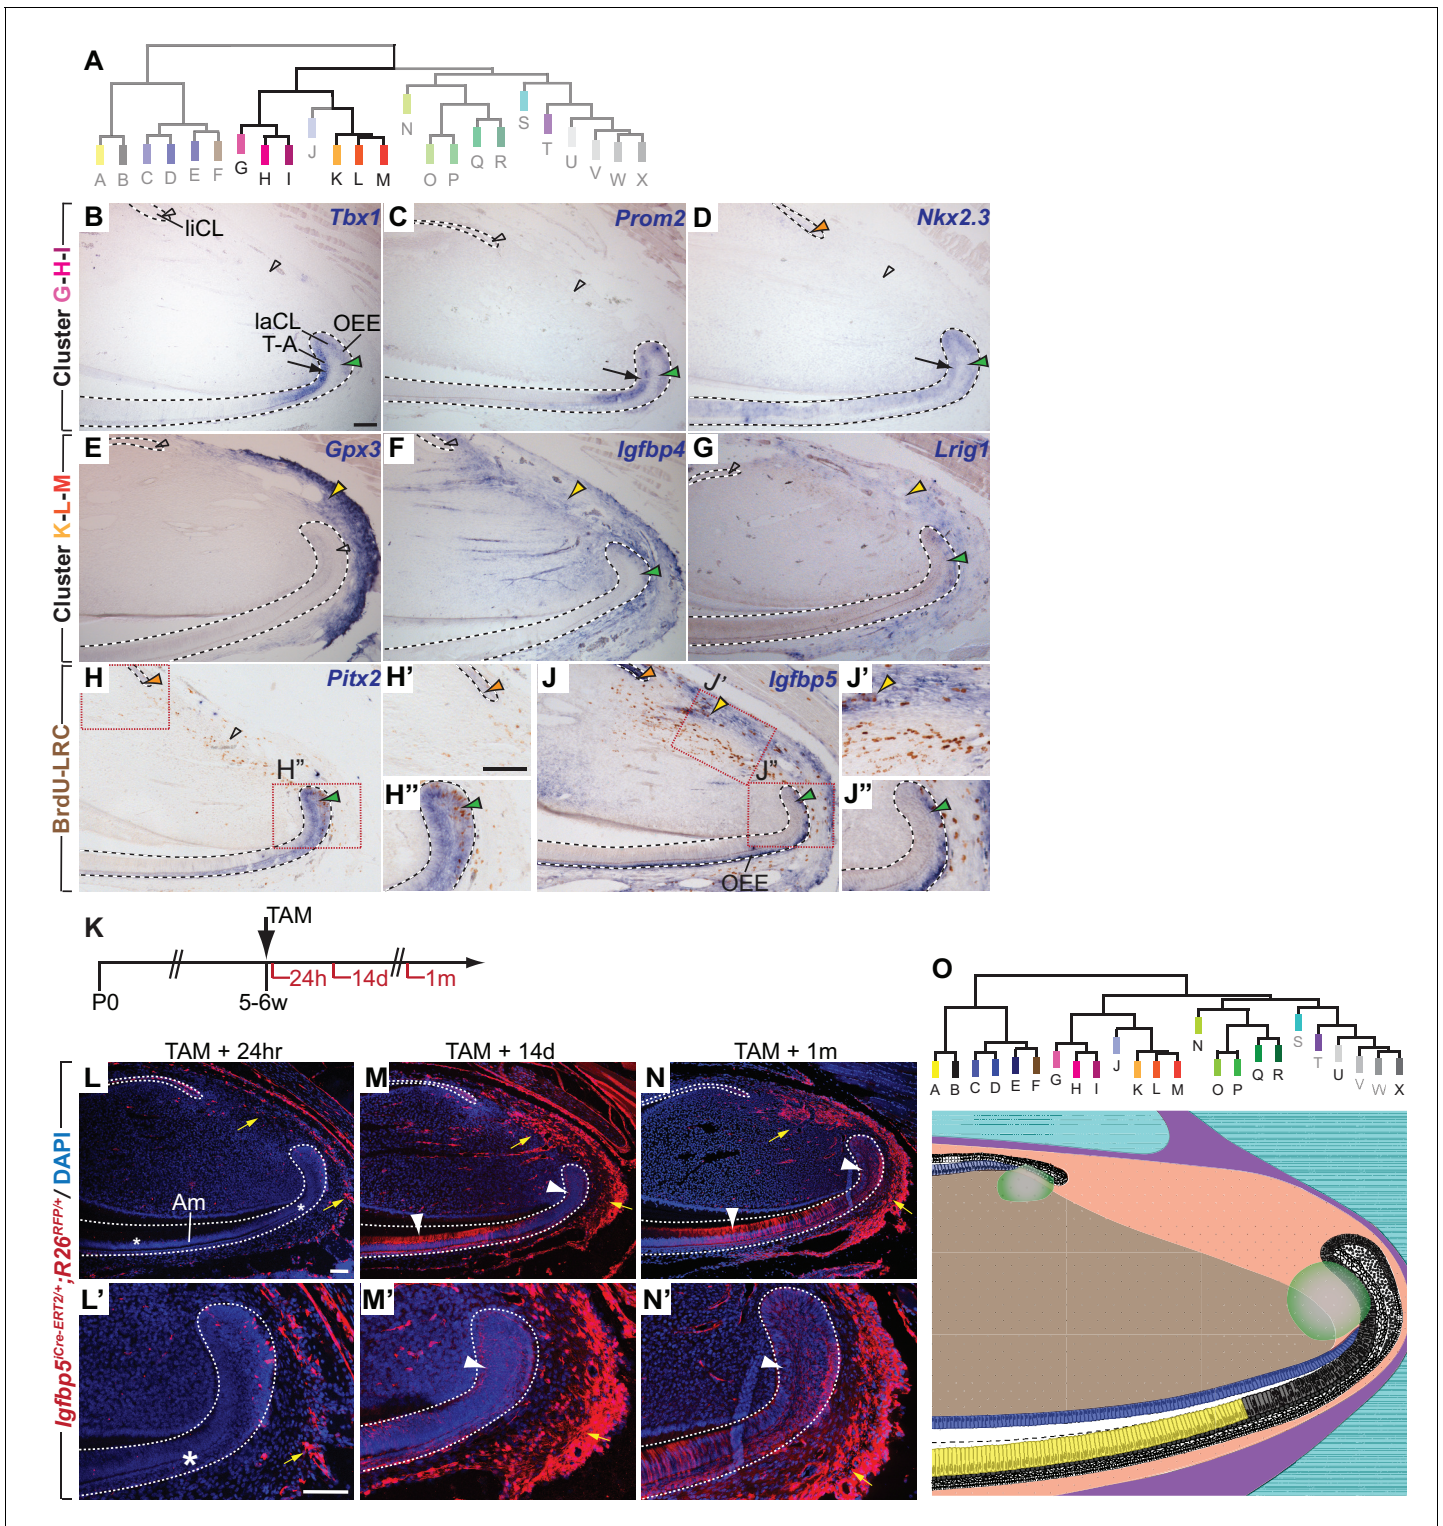 A
A B C D E F G H I J K L M N O P Q R S T U V W X
Cluster G-H-I
B
Tbx1
liCL
laCL
OEE
T-A
C
Prom2
D
Nkx2.3
Cluster K-L-M
E
Gpx3
F
Igfbp4
G
Lrig1
BrdU-LRC
H
Pitx2
H"
H'
H"
J
Igfbp5
J'
J"
OEE
J'
J"
K
TAM
24h
14d
1m
P0
5-6w
TAM + 24hr
TAM + 14d
TAM + 1m
Igfbp5iCre-ERT2/+;R26RFP/+/ DAPI
L
Am
*
*
M
N
L'
*
M'
N'
O
A B C D E F G H I J K L M N O P Q R S T U V W X